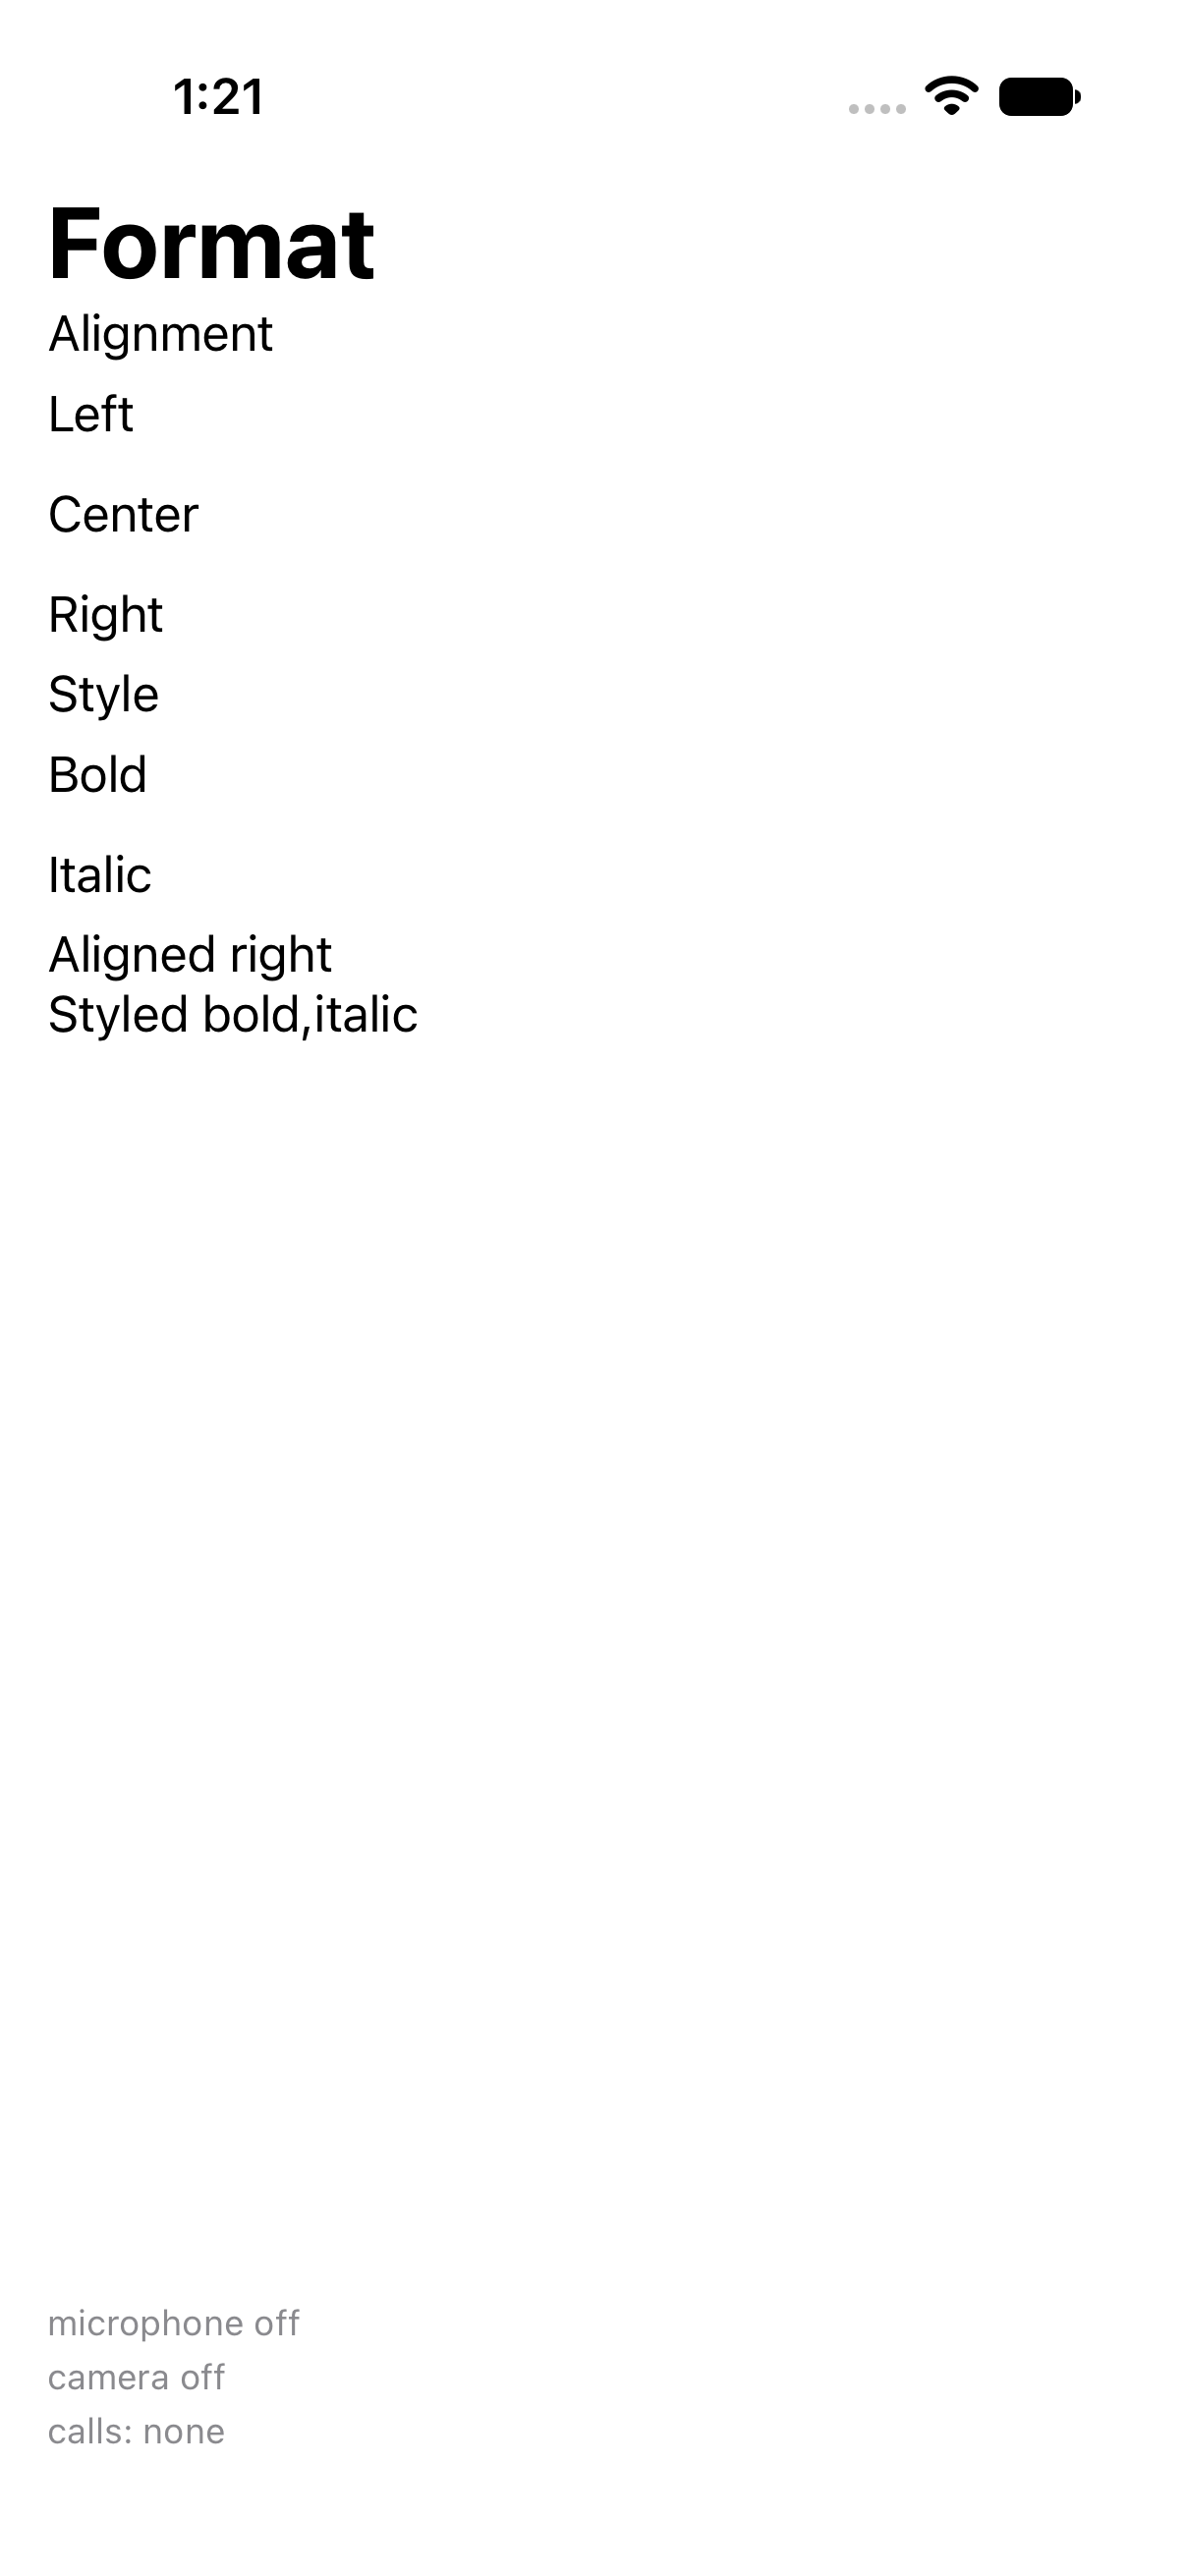 1:21
Format
Alignment
Left
Center
Right
Style
Bold
Italic
Aligned right
Styled bold,italic
microphone off
camera off
calls: none